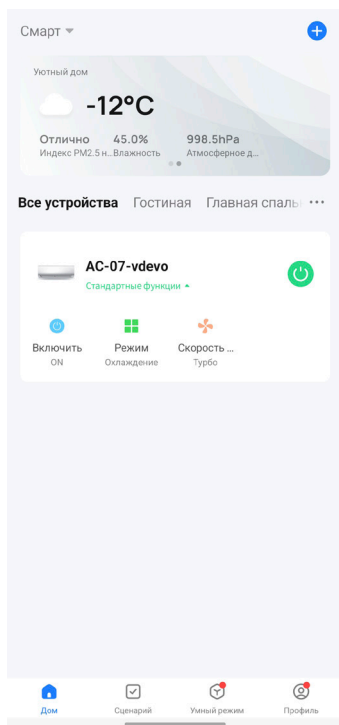 Смарт
Уютный дом
-12°C
Отлично 45.0% 998.5hPa
Индекс PM2.5 н... Влажность Атмосферное д...
Все устройства Гостиная Главная спаль ...
AC-07-vdevo
Стандартные функции
Включить Режим Скорость ...
ON Охлаждение Турбо
Дом Сценарий Умный режим Профиль